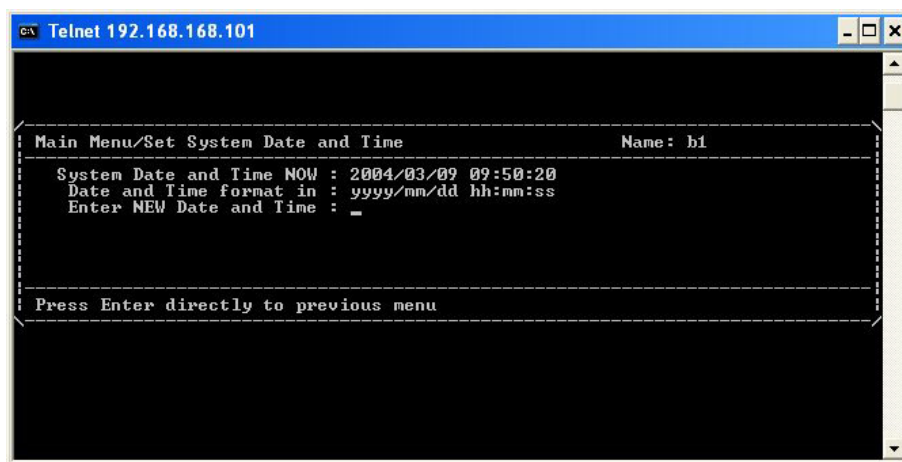 Telnet 192.168.168.101
Main Menu/Set System Date and Time Name: b1
System Date and Time NOW : 2004/03/09 09:50:20
Date and Time format in : yyyy/mm/dd hh:mm:ss
Enter NEW Date and Time : _
Press Enter directly to previous menu